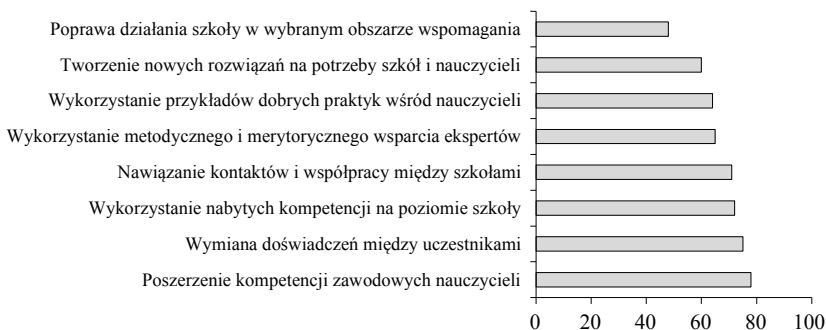 Poprawa działania szkoły w wybranym obszarze wspomagania
Tworzenie nowych rozwiązań na potrzeby szkół i nauczycieli
Wykorzystanie przykładów dobrych praktyk wśród nauczycieli
Wykorzystanie metodycznego i merytorycznego wsparcia ekspertów
Nawiązanie kontaktów i współpracy między szkołami
Wykorzystanie nabytych kompetencji na poziomie szkoły
Wymiana doświadczeń między uczestnikami
Poszerzenie kompetencji zawodowych nauczycieli
0 20 40 60 80 100